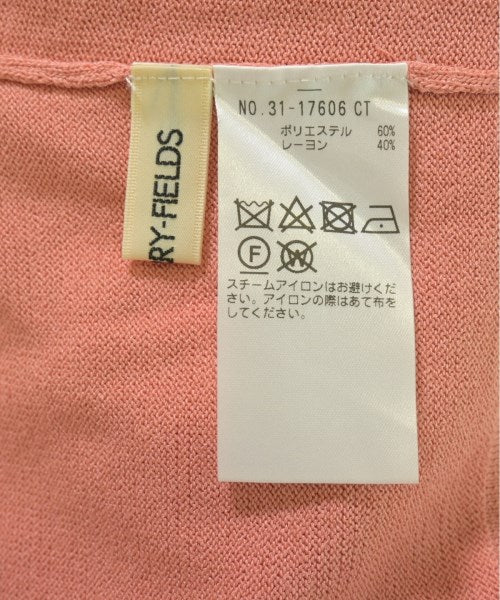 RY-FIELDS
NO.31-17606 CT
ポリエステル 60%
レーヨン 40%
F W
スチームアイロンはお避けくだ
さい。アイロンの際はあて布を
してください。